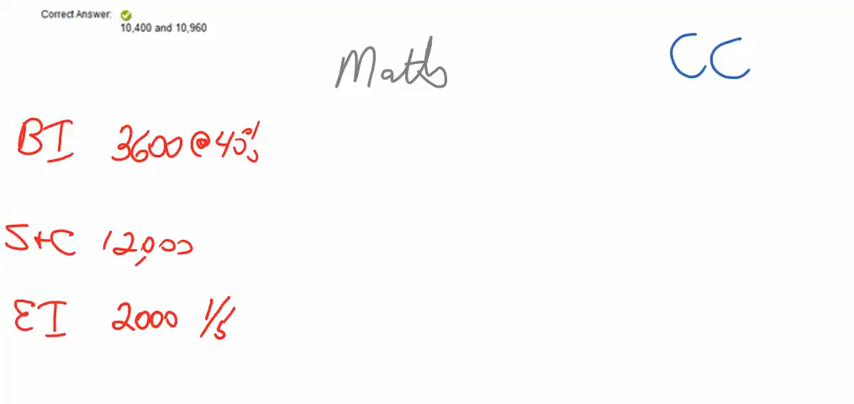 Correct Answer:
10,400 and 10,960
Maths CC
BI 3600 @ 40%
S+C 12,000
EI 2000 1/5